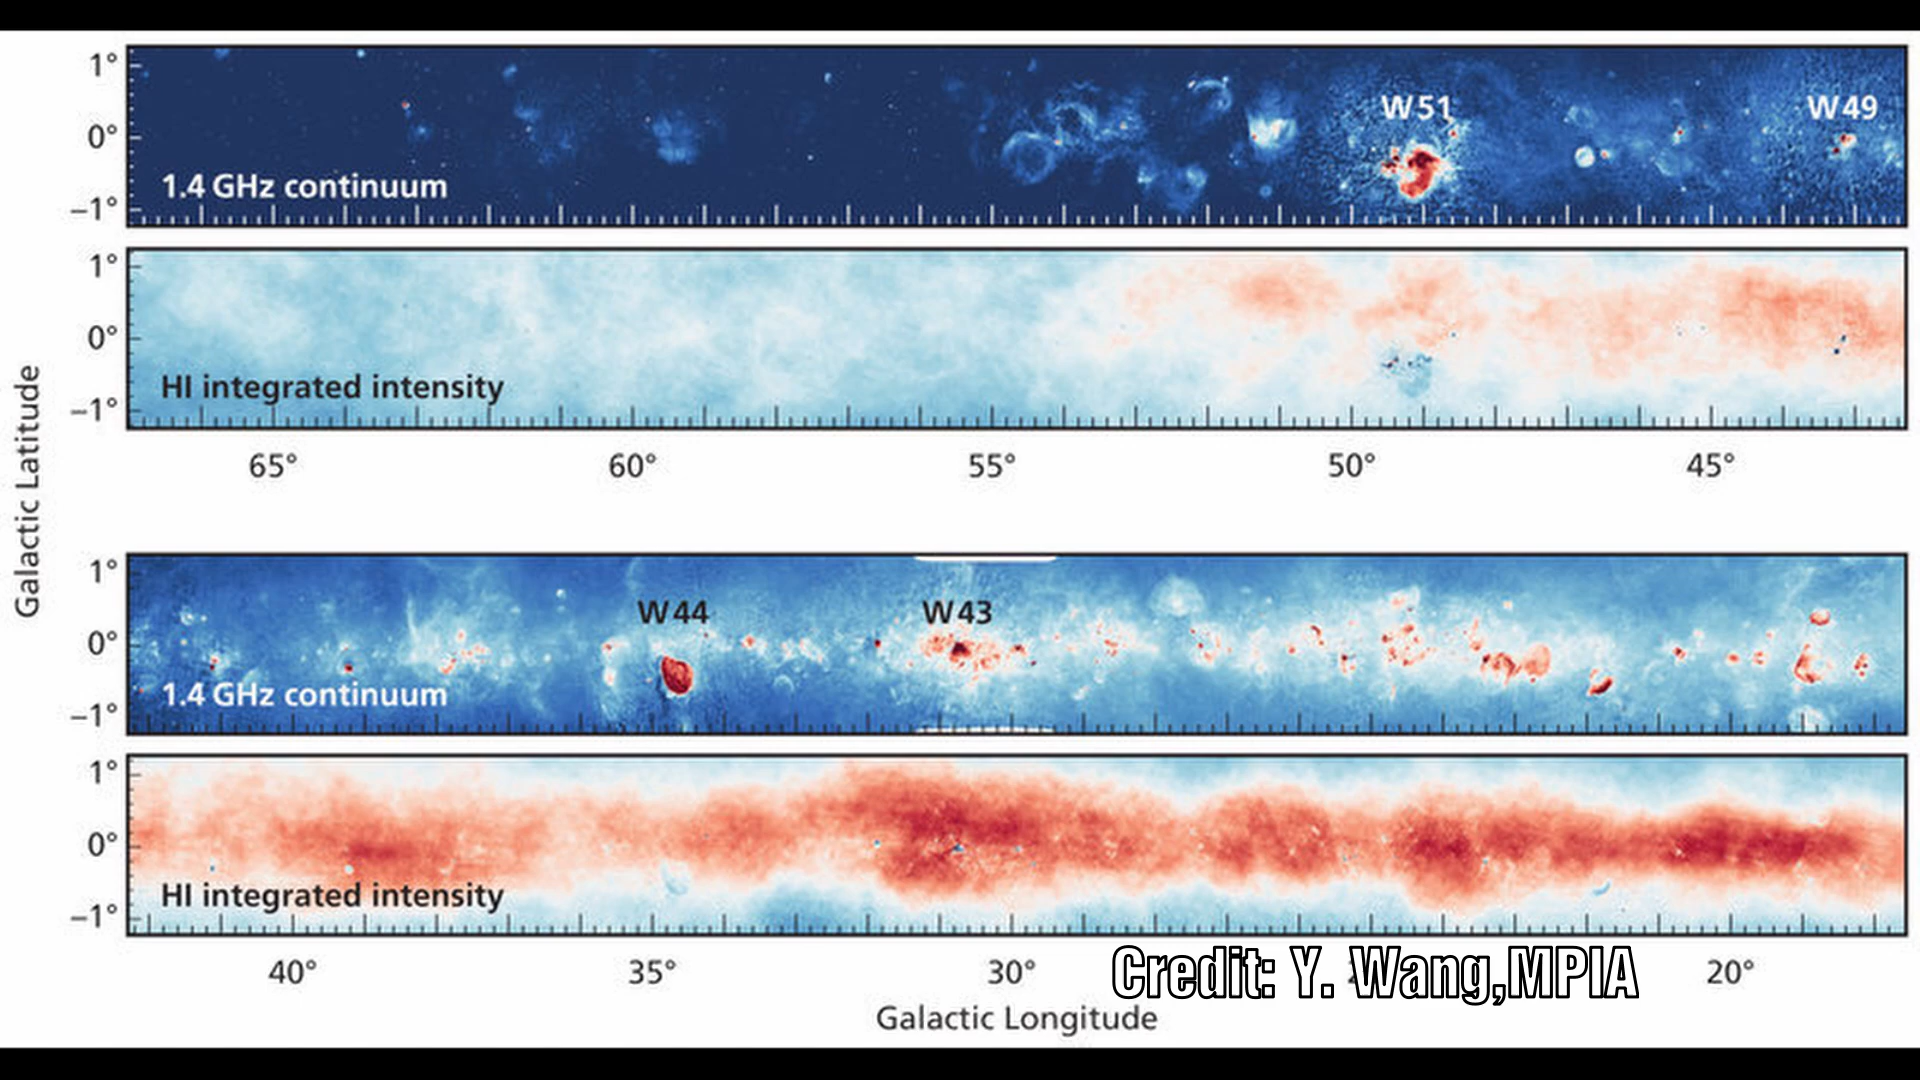 1°
0°
−1°
W51
W49
1.4 GHz continuum
1°
0°
−1°
HI integrated intensity
65° 60° 55° 50° 45°
Galactic Latitude
1°
0°
−1°
W44
W43
1.4 GHz continuum
1°
0°
−1°
HI integrated intensity
40° 35° 30° 20°
Credit: Y. Wang,MPIA
Galactic Longitude